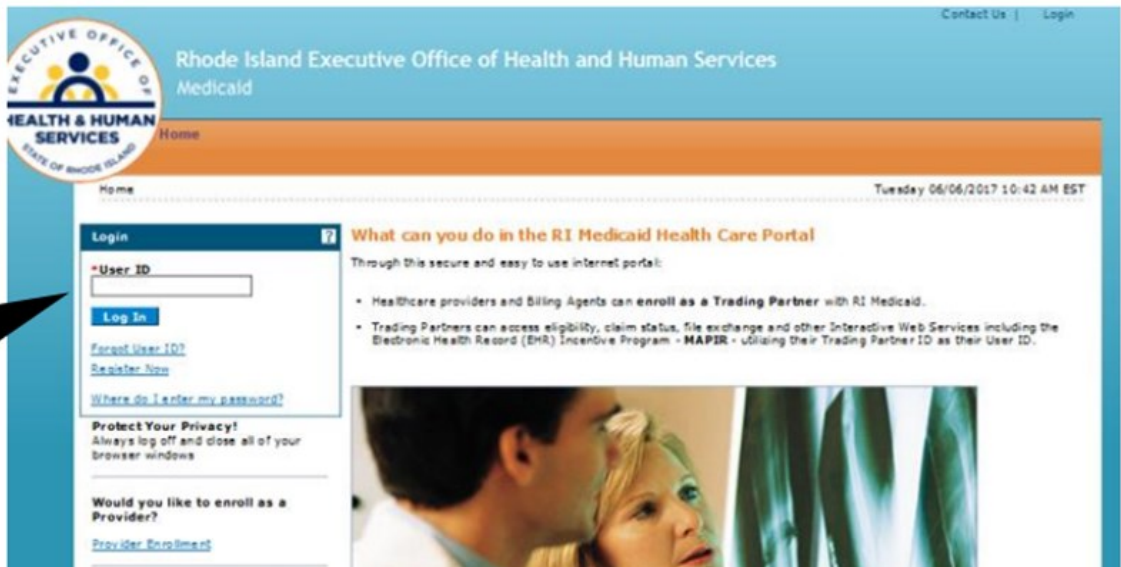 Contact Us | Login
EXECUTIVE OFFICE OF
HEALTH & HUMAN
SERVICES
STATE OF RHODE ISLAND
Rhode Island Executive Office of Health and Human Services
Medicaid
Home
Home
Tuesday 06/06/2017 10:42 AM EST
Login
?
*User ID
Log In
Forgot User ID?
Register Now
Where do I enter my password?
Protect Your Privacy!
Always log off and close all of your
browser windows
Would you like to enroll as a
Provider?
Provider Enrollment
What can you do in the RI Medicaid Health Care Portal
Through this secure and easy to use internet portal:
• Healthcare providers and Billing Agents can enroll as a Trading Partner with RI Medicaid.
• Trading Partners can access eligibility, claim status, file exchange and other Interactive Web Services including the
Electronic Health Record (EHR) Incentive Program - MAPIR - utilizing their Trading Partner ID as their User ID.